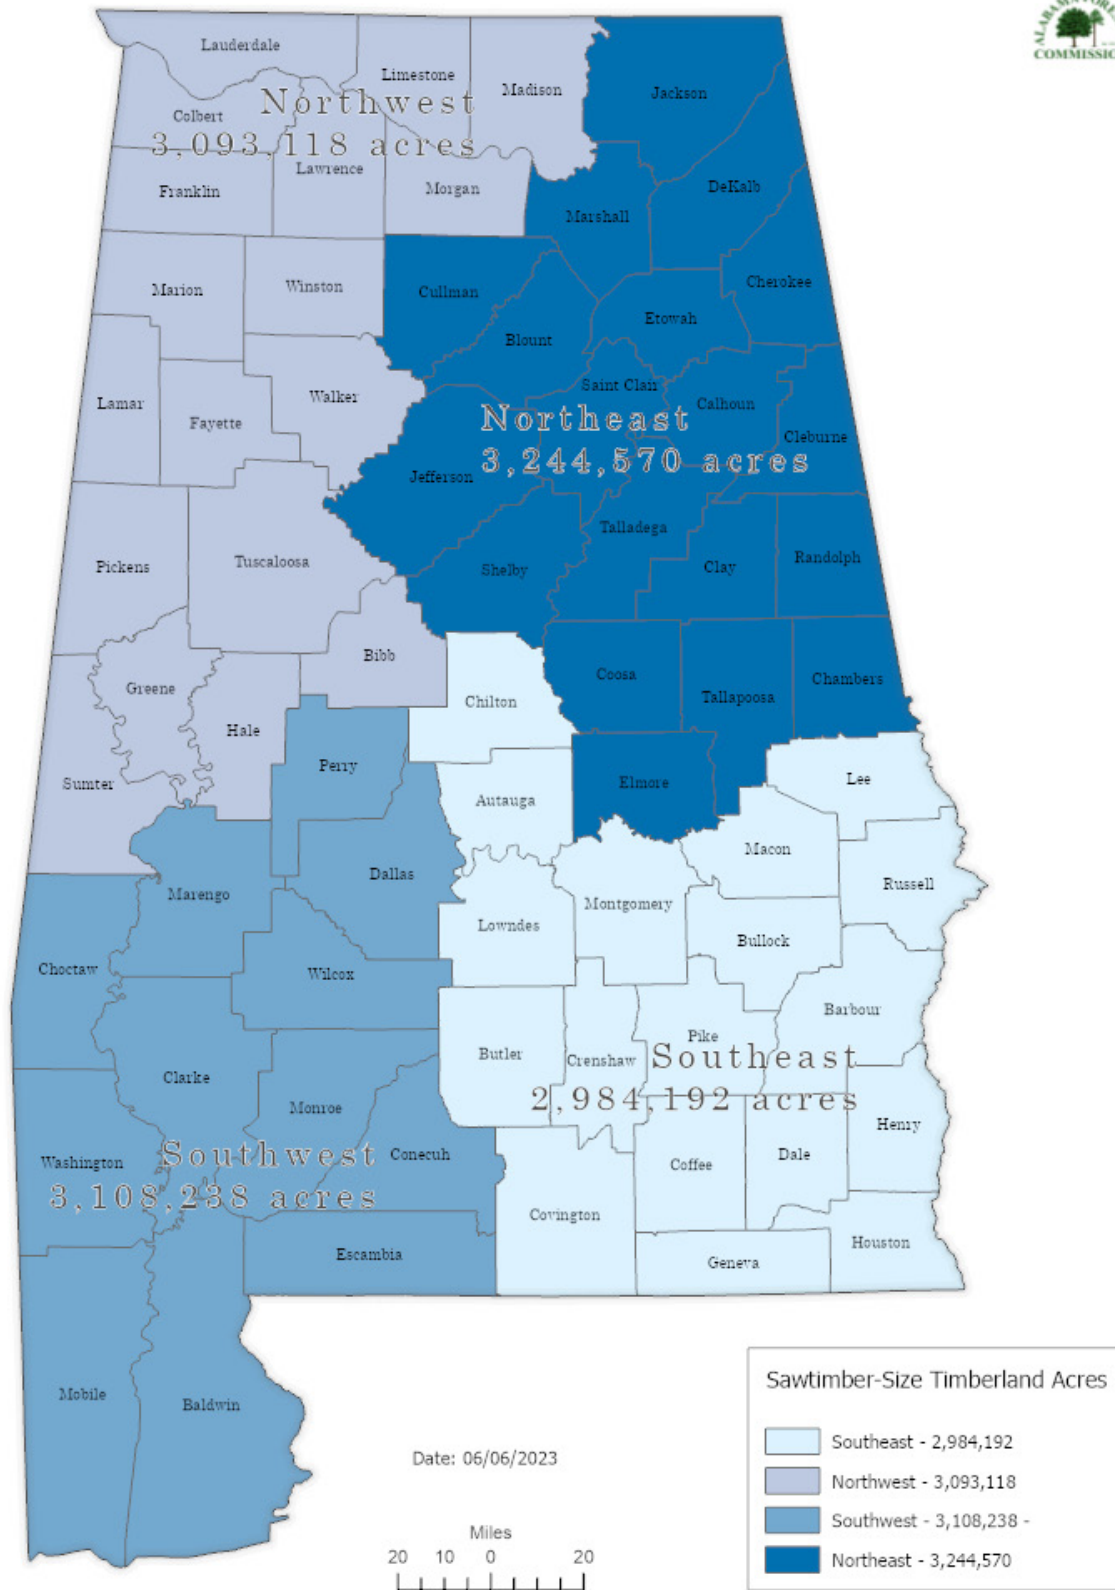 ALABAMA
COMMISSIO
Lauderdale
Limestone
Madison
Jackson
Colbert
Northwest
3,093,118 acres
Franklin
Lawrence
Morgan
DeKalb
Marshall
Marion
Winston
Cullman
Cherokee
Etowah
Blount
Saint Clair
Lamar
Fayette
Walker
Calhoun
Northeast
3,244,570 acres
Cleburne
Jefferson
Talladega
Pickens
Tuscaloosa
Shelby
Clay
Randolph
Bibb
Greene
Coosa
Tallapoosa
Chambers
Chilton
Hale
Perry
Sumter
Elmore
Lee
Autauga
Macon
Dallas
Russell
Marengo
Montgomery
Lowndes
Bullock
Choctaw
Wilcox
Barbour
Pike
Butler
Crenshaw
Southeast
2,984,192 acres
Clarke
Monroe
Henry
Washington
Southwest
3,108,238 acres
Conecuh
Coffee
Dale
Covington
Escambia
Geneva
Houston
Mobile
Baldwin
Date: 06/06/2023
Miles
20 10 0 20
Sawtimber-Size Timberland Acres
Southeast - 2,984,192
Northwest - 3,093,118
Southwest - 3,108,238 -
Northeast - 3,244,570